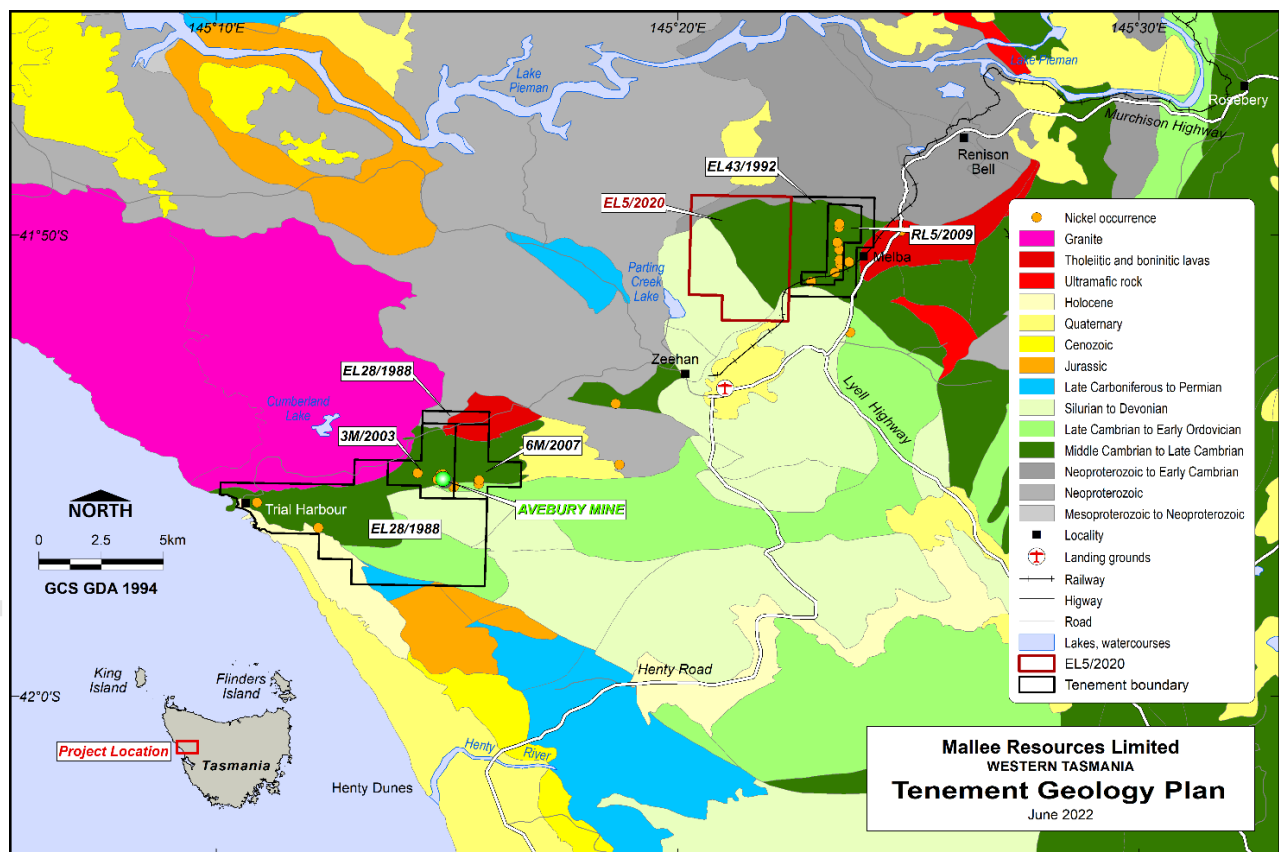 145°10'E
145°20'E
145°30'E
Lake
Pieman
Lake Pieman
Rosebery
Murchison Highway
Renison
Bell
EL43/1992
EL5/2020
RL5/2009
41°50'S
Melba
Parting
Creek
Lake
Zeehan
EL28/1988
Cumberland
Lake
3M/2003
6M/2007
Lyell Highway
AVEBURY MINE
Trial Harbour
EL28/1988
NORTH
0 2.5 5km
GCS GDA 1994
Henty Road
42°0'S
King
Island
Flinders
Island
Project Location
Tasmania
Henty River
Henty Dunes
Nickel occurrence
Granite
Tholeiitic and boninitic lavas
Ultramafic rock
Holocene
Quaternary
Cenozoic
Jurassic
Late Carboniferous to Permian
Silurian to Devonian
Late Cambrian to Early Ordovician
Middle Cambrian to Late Cambrian
Neoproterozoic to Early Cambrian
Neoproterozoic
Mesoproterozoic to Neoproterozoic
Locality
Landing grounds
Railway
Higway
Road
Lakes, watercourses
EL5/2020
Tenement boundary
Mallee Resources Limited
WESTERN TASMANIA
Tenement Geology Plan
June 2022